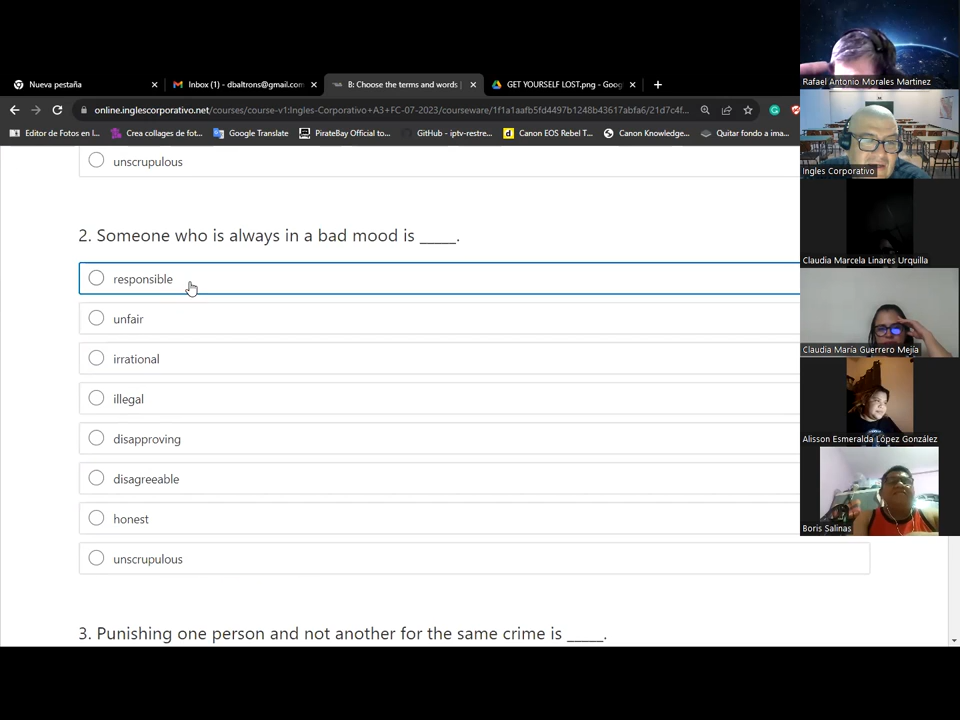 Nueva pestaña
Inbox (1) - dbaltrons@gmail.com
B: Choose the terms and words |
GET YOURSELF LOST.png - Goog
online.inglescorporativo.net/courses/course-v1:Ingles-Corporativo+A3+FC-07-2023/courseware/1f1a1aafb5fd4497b1248b43617abfa6/21d7c4f...
Editor de Fotos en l...
Crea collages de fot...
Google Translate
PirateBay Official to...
GitHub - iptv-restre...
Canon EOS Rebel T...
Canon Knowledge...
Quitar fondo a ima...
unscrupulous
2. Someone who is always in a bad mood is _____.
responsible
unfair
irrational
illegal
disapproving
disagreeable
honest
unscrupulous
3. Punishing one person and not another for the same crime is _____.
Rafael Antonio Morales Martinez
Ingles Corporativo
Claudia Marcela Linares Urquilla
Claudia María Guerrero Mejía
Alisson Esmeralda López González
Boris Salinas